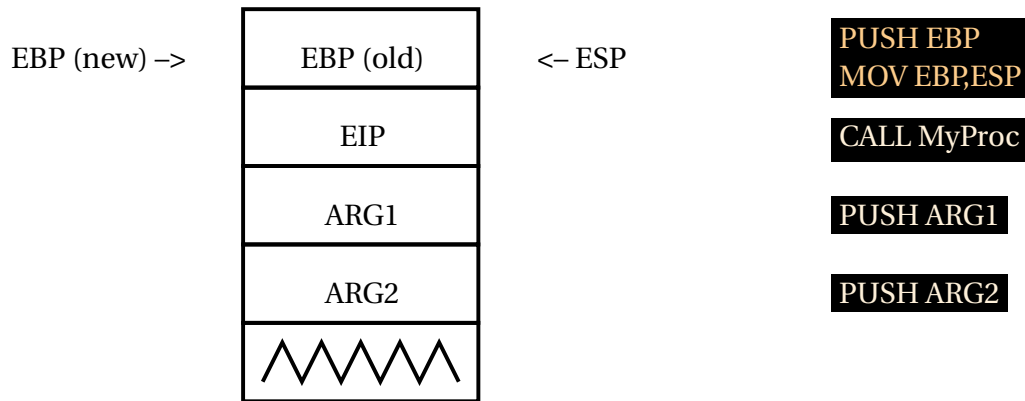 EBP (new) –> EBP (old) <– ESP PUSH EBP
MOV EBP,ESP
EIP CALL MyProc
ARG1 PUSH ARG1
ARG2 PUSH ARG2